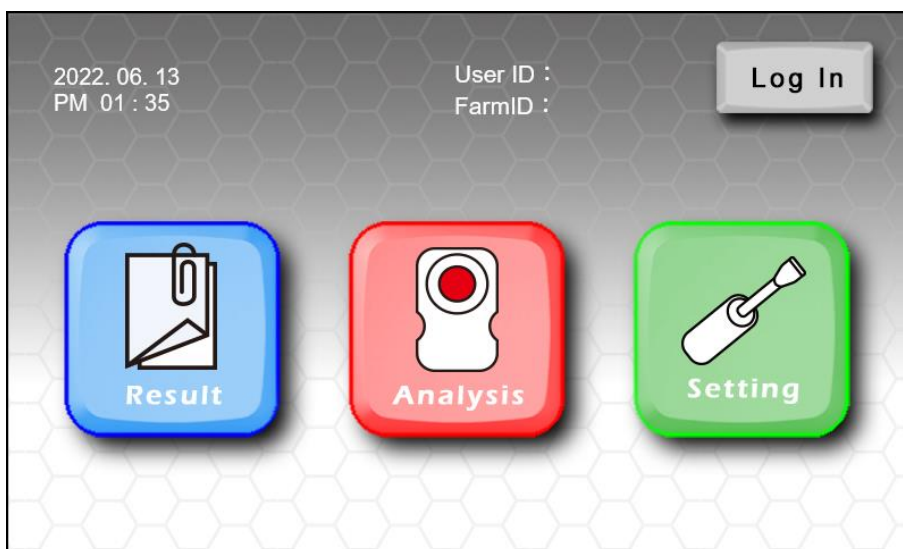 2022. 06. 13
PM 01 : 35
User ID :
FarmID :
Log In
Result
Analysis
Setting